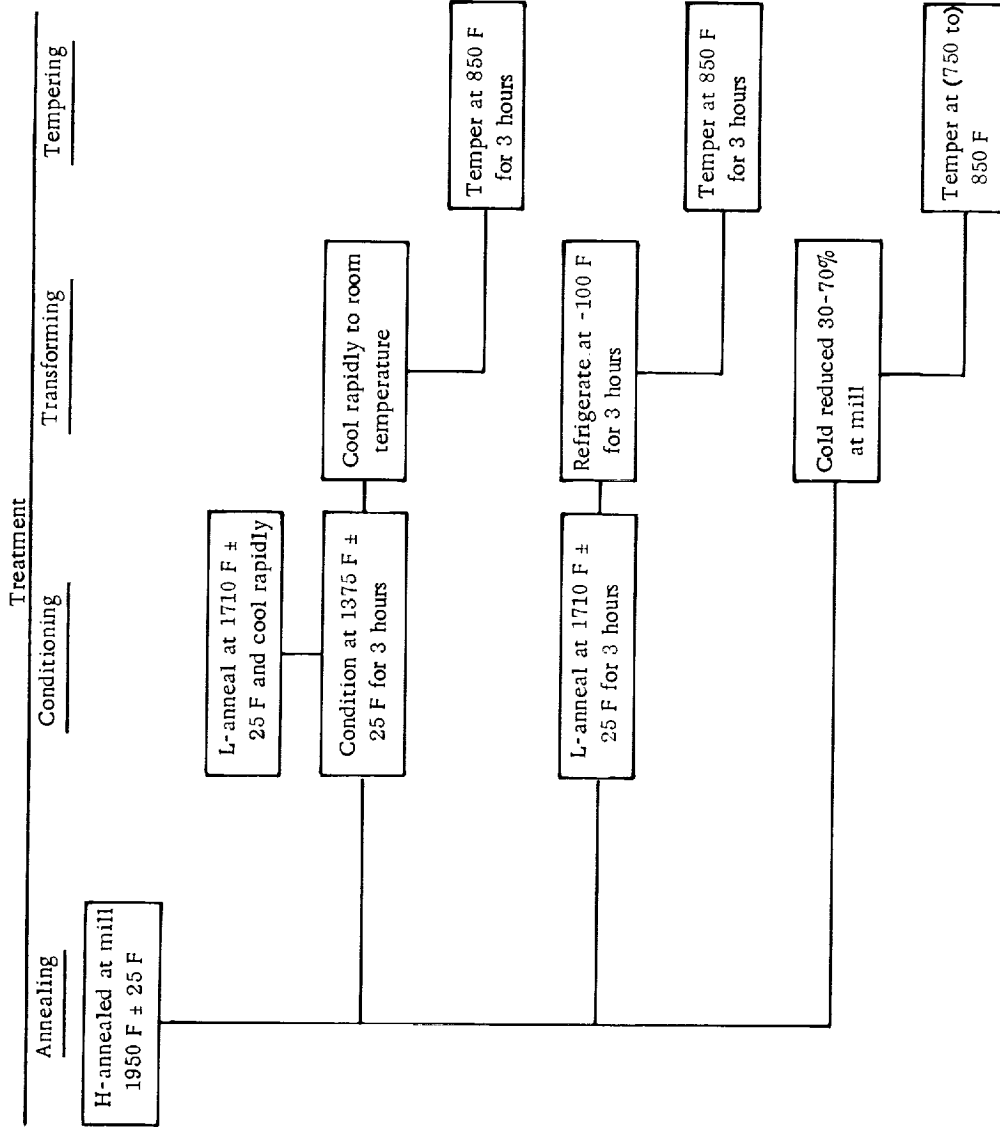 Treatment
Annealing
Conditioning
Transforming
Tempering
H-annealed at mill
1950 F ± 25 F
L-anneal at 1710 F ±
25 F and cool rapidly
Condition at 1375 F ±
25 F for 3 hours
Cool rapidly to room
temperature
Temper at 850 F
for 3 hours
L-anneal at 1710 F ±
25 F for 3 hours
Refrigerate at -100 F
for 3 hours
Temper at 850 F
for 3 hours
Cold reduced 30-70%
at mill
Temper at (750 to)
850 F